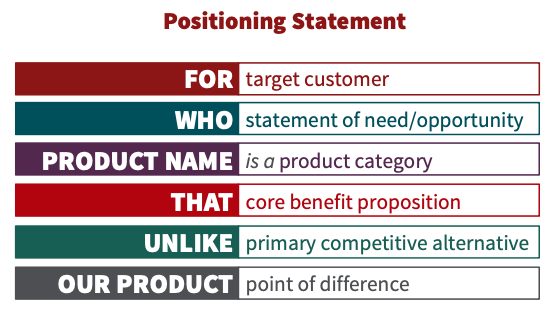 Positioning Statement
FOR target customer
WHO statement of need/opportunity
PRODUCT NAME is a product category
THAT core benefit proposition
UNLIKE primary competitive alternative
OUR PRODUCT point of difference